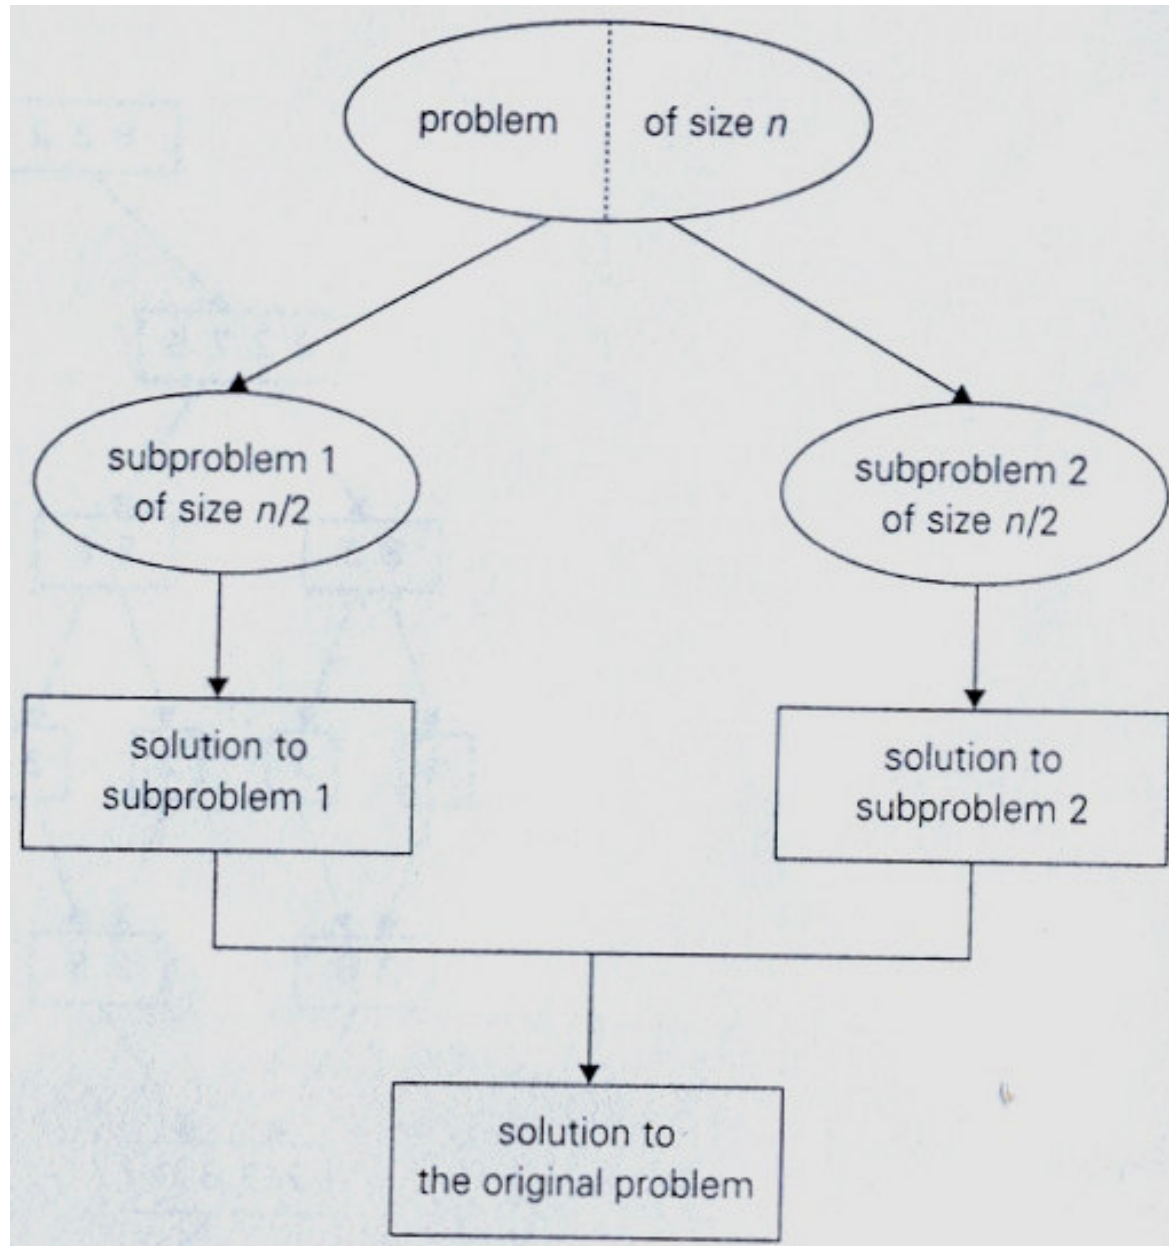 problem of size n
subproblem 1
of size n/2
subproblem 2
of size n/2
solution to
subproblem 1
solution to
subproblem 2
solution to
the original problem